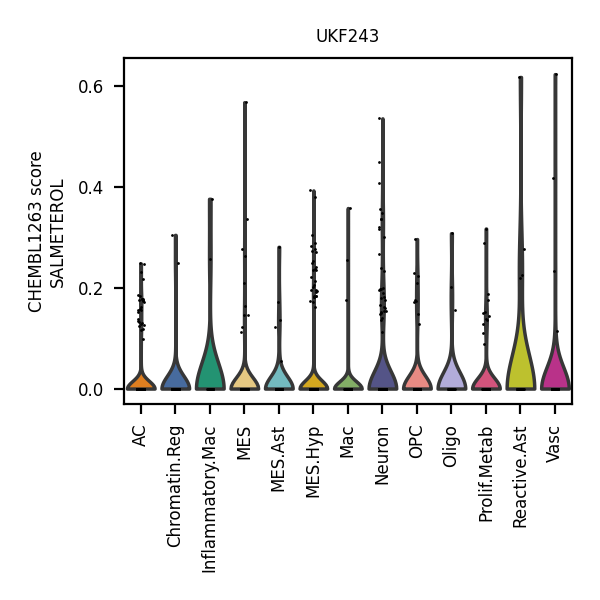 UKF243
CHEMBL1263 score
SALMETEROL
0.6
0.4
0.2
0.0
AC
Chromatin.Reg
Inflammatory.Mac
MES
MES.Ast
MES.Hyp
Mac
Neuron
OPC
Oligo
Prolif.Metab
Reactive.Ast
Vasc